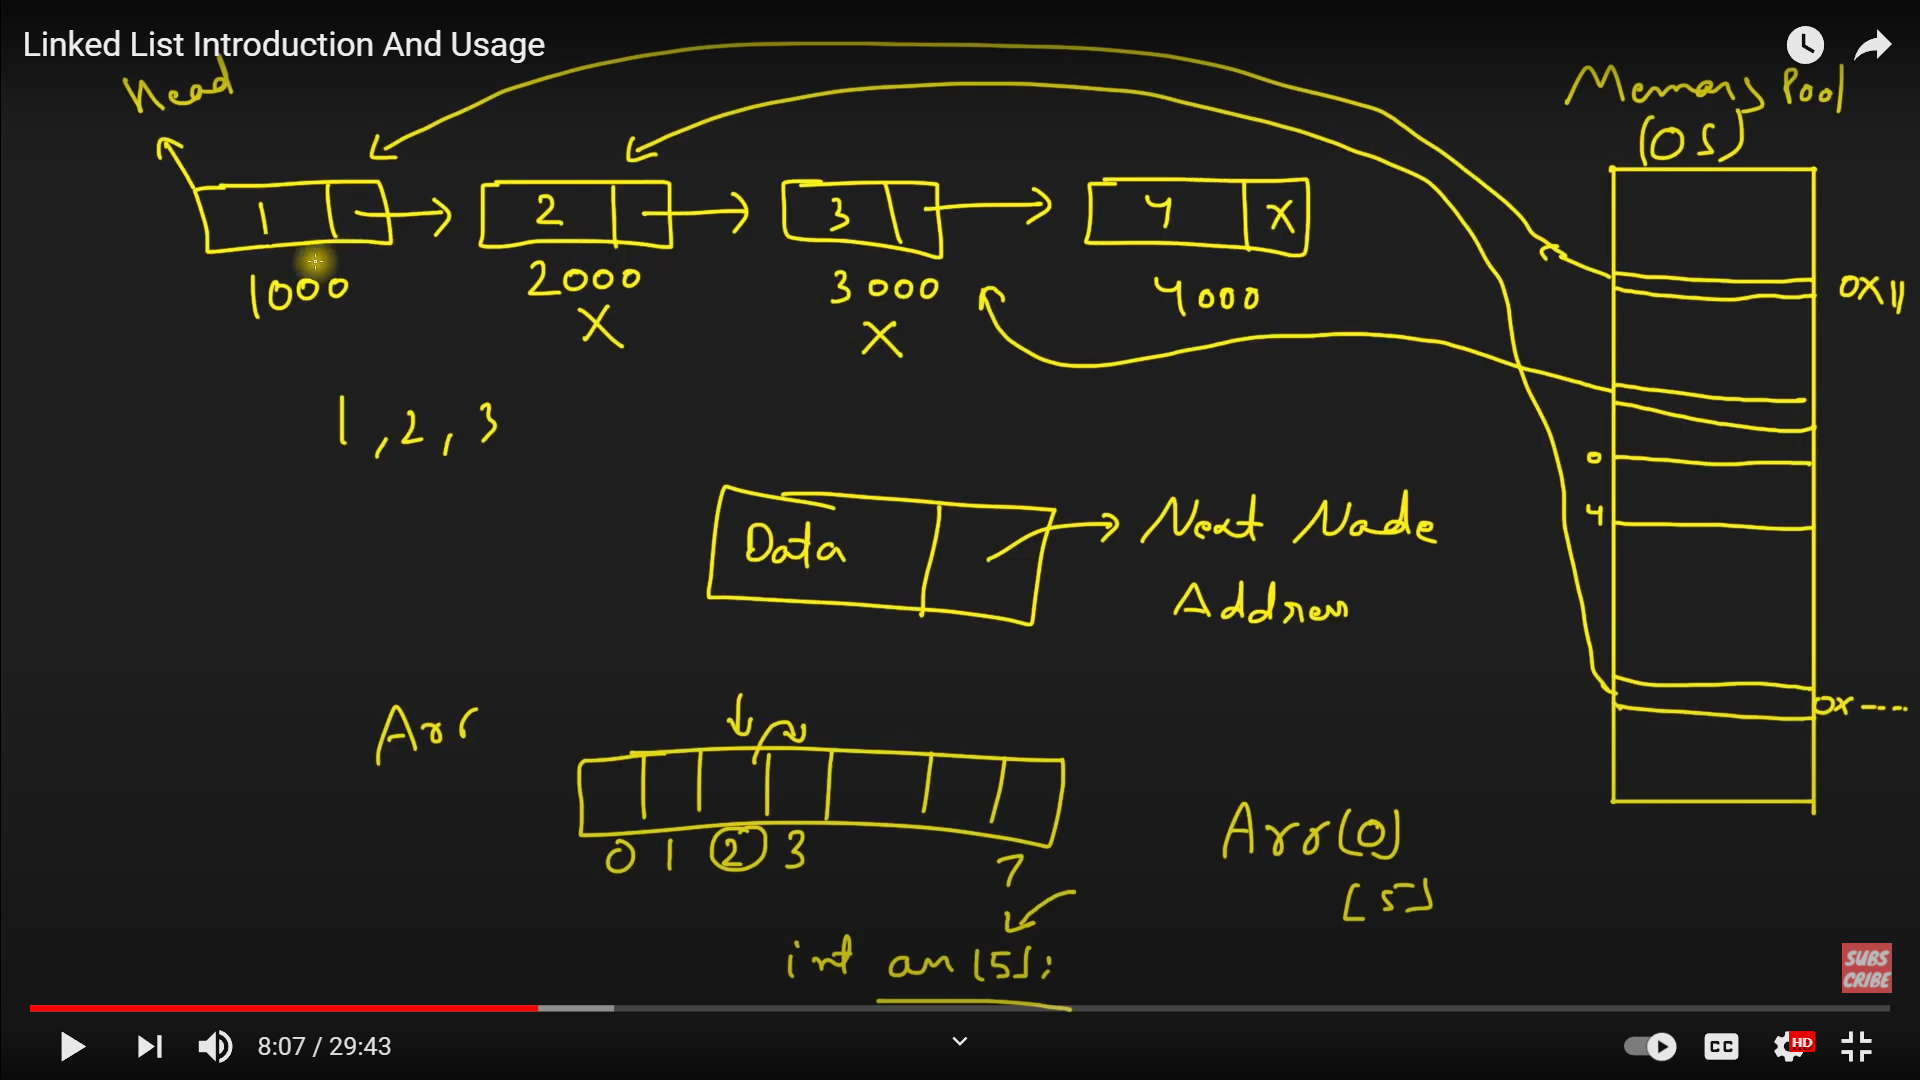 Linked List Introduction And Usage
Head
Memory Pool
(OS)
1 2 3 4 X
1000 2000 3000 4000
X X
0X11
1, 2, 3
0
4
Data
Next Node
Address
0X----
Arr
0 1 2 3 7
Arr(0)
[5]
int arr[5];
SUBS
CRIBE
8:07 / 29:43
CC
HD